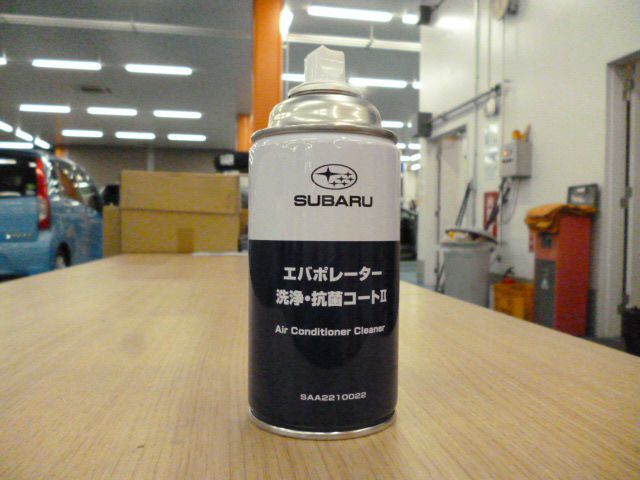 SUBARU
エバポレーター
洗浄・抗菌コートII
Air Conditioner Cleaner
SAA2210022